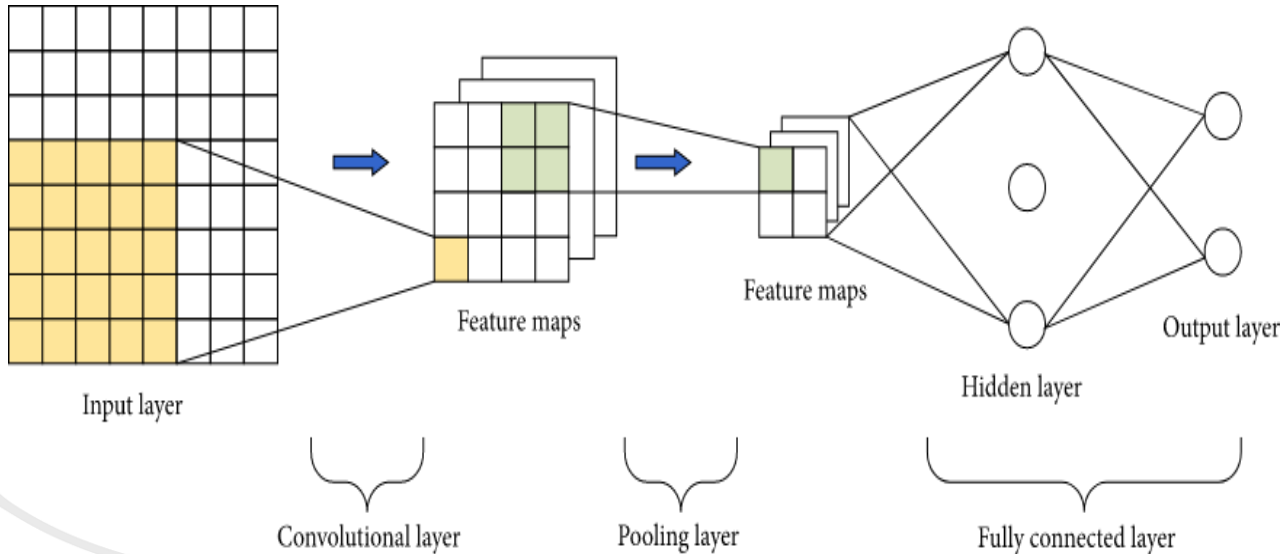 Input layer
Feature maps
Feature maps
Hidden layer
Output layer
Convolutional layer
Pooling layer
Fully connected layer